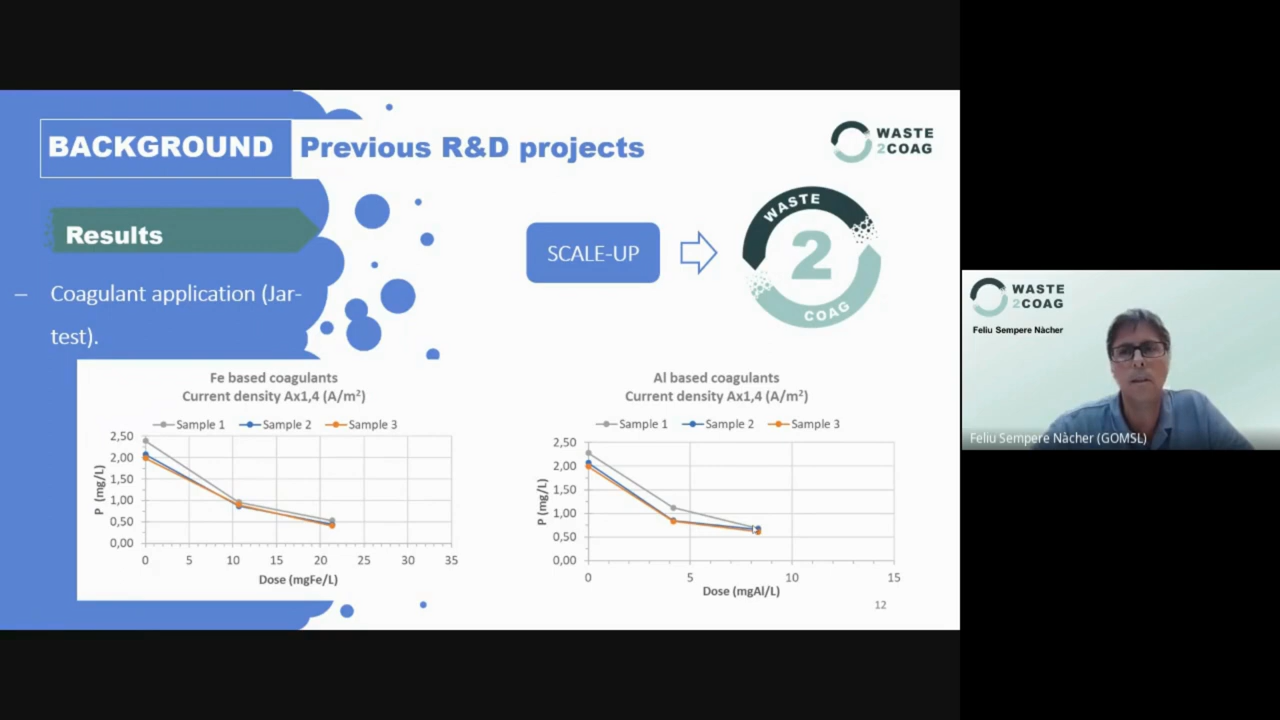 BACKGROUND Previous R&D projects
WASTE
2COAG
Results
SCALE-UP
WASTE
2
COAG
– Coagulant application (Jar-
test).
Fe based coagulants
Current density Ax1,4 (A/m²)
Sample 1 Sample 2 Sample 3
2,50
2,00
1,50
1,00
0,50
0,00
P (mg/L)
0 5 10 15 20 25 30 35
Dose (mgFe/L)
Al based coagulants
Current density Ax1,4 (A/m²)
Sample 1 Sample 2 Sample 3
2,50
2,00
1,50
1,00
0,50
0,00
P (mg/L)
0 5 10 15
Dose (mgAl/L)
12
WASTE
2COAG
Feliu Sempere Nàcher
Feliu Sempere Nàcher (GOMSL)